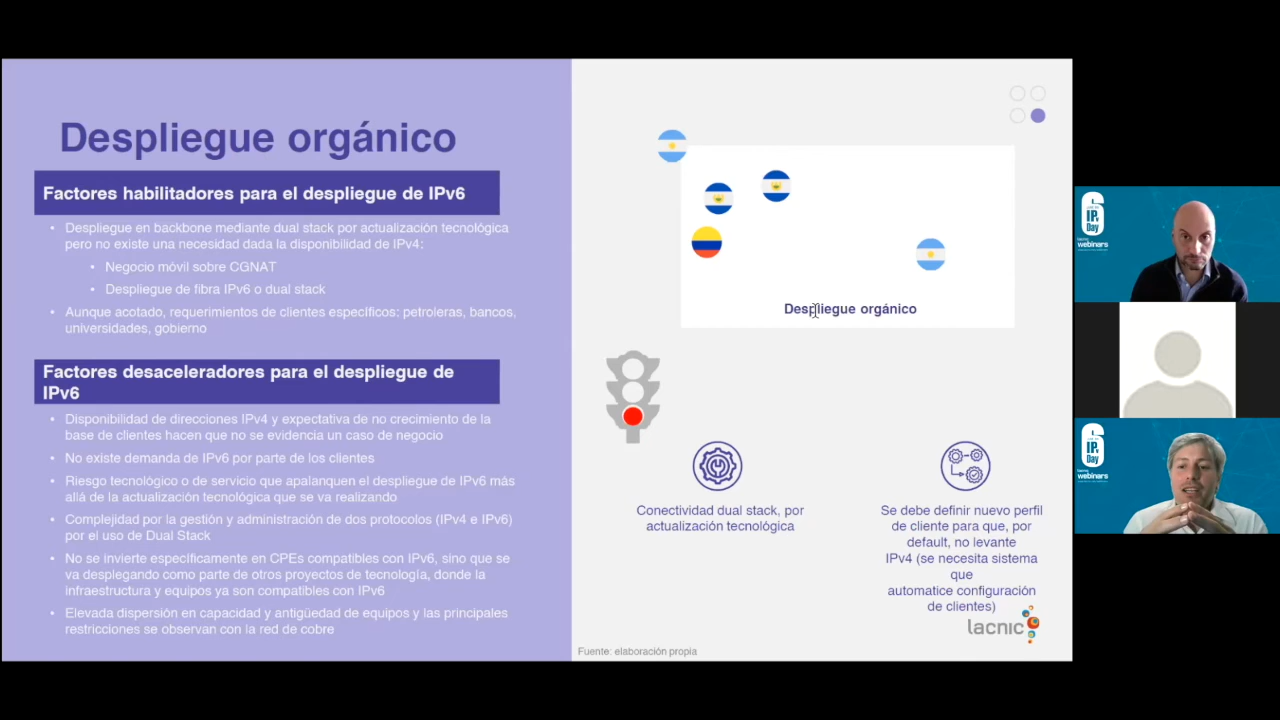 Despliegue orgánico
Factores habilitadores para el despliegue de IPv6
• Despliegue en backbone mediante dual stack por actualización tecnológica
pero no existe una necesidad dada la disponibilidad de IPv4:
• Negocio móvil sobre CGNAT
• Despliegue de fibra IPv6 o dual stack
• Aunque acotado, requerimientos de clientes específicos: petroleras, bancos,
universidades, gobierno
Factores desaceleradores para el despliegue de
IPv6
• Disponibilidad de direcciones IPv4 y expectativa de no crecimiento de la
base de clientes hacen que no se evidencia un caso de negocio
• No existe demanda de IPv6 por parte de los clientes
• Riesgo tecnológico o de servicio que apalanquen el despliegue de IPv6 más
allá de la actualización tecnológica que se va realizando
• Complejidad por la gestión y administración de dos protocolos (IPv4 e IPv6)
por el uso de Dual Stack
• No se invierte específicamente en CPEs compatibles con IPv6, sino que se
va desplegando como parte de otros proyectos de tecnología, donde la
infraestructura y equipos ya son compatibles con IPv6
• Elevada dispersión en capacidad y antigüedad de equipos y las principales
restricciones se observan con la red de cobre
Despliegue orgánico
Conectividad dual stack, por
actualización tecnológica
Se debe definir nuevo perfil
de cliente para que, por
default, no levante
IPv4 (se necesita sistema
que
automatice configuración
de clientes)
lacnic
Fuente: elaboración propia
6
IPv
Day
lacnic
webinars
6
IPv
Day
lacnic
webinars